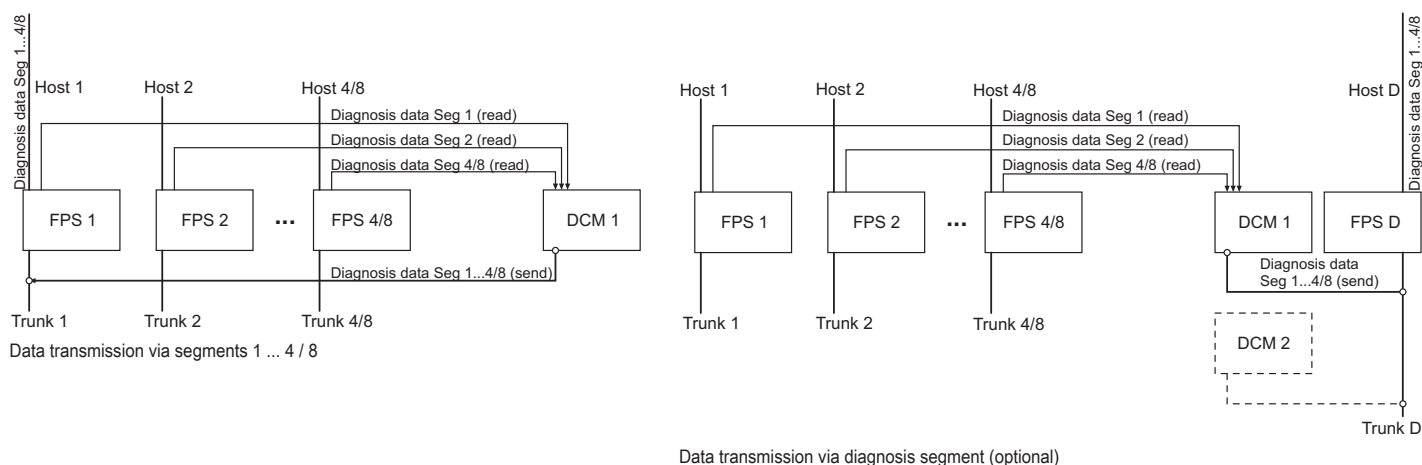 Diagnosis data Seg 1...4/8
Host 1
Host 2
Host 4/8
Diagnosis data Seg 1 (read)
Diagnosis data Seg 2 (read)
Diagnosis data Seg 4/8 (read)
FPS 1
FPS 2
...
FPS 4/8
DCM 1
Diagnosis data Seg 1...4/8 (send)
Trunk 1
Trunk 2
Trunk 4/8
Data transmission via segments 1 ... 4 / 8
Host 1
Host 2
Host 4/8
Host D
Diagnosis data Seg 1...4/8
Diagnosis data Seg 1 (read)
Diagnosis data Seg 2 (read)
Diagnosis data Seg 4/8 (read)
FPS 1
FPS 2
...
FPS 4/8
DCM 1
FPS D
Diagnosis data
Seg 1...4/8 (send)
Trunk 1
Trunk 2
Trunk 4/8
DCM 2
Trunk D
Data transmission via diagnosis segment (optional)